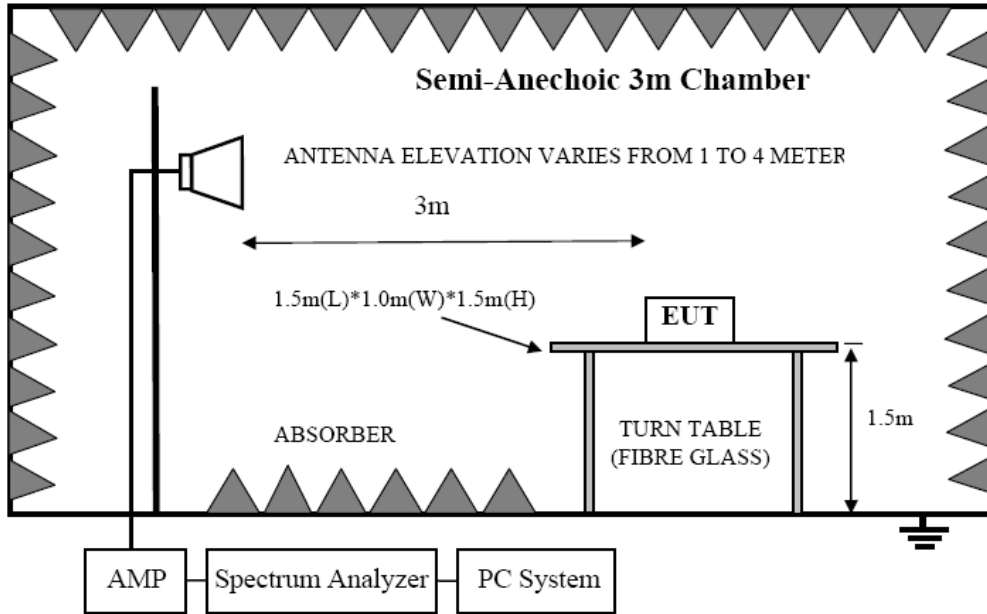 Semi-Anechoic 3m Chamber
ANTENNA ELEVATION VARIES FROM 1 TO 4 METER
3m
1.5m(L)*1.0m(W)*1.5m(H)
EUT
ABSORBER
TURN TABLE
(FIBRE GLASS)
1.5m
AMP
Spectrum Analyzer
PC System